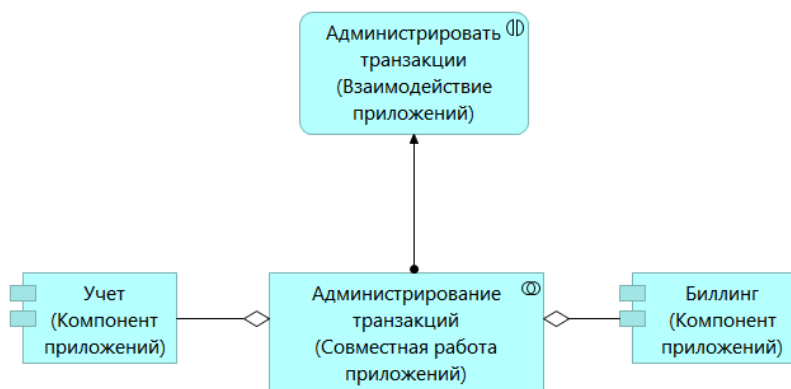 Администрировать
транзакции
(Взаимодействие
приложений)
Учет
(Компонент
приложений)
Администрирование
транзакций
(Совместная работа
приложений)
Биллинг
(Компонент
приложений)